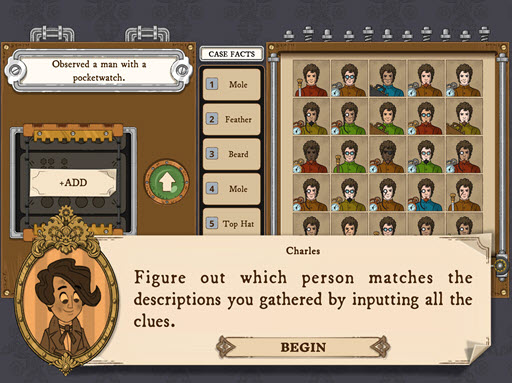 Observed a man with a
pocketwatch.
CASE FACTS
1 Mole
2 Feather
3 Beard
4 Mole
5 Top Hat
+ADD
Charles
Figure out which person matches the
descriptions you gathered by inputting all the
clues.
BEGIN